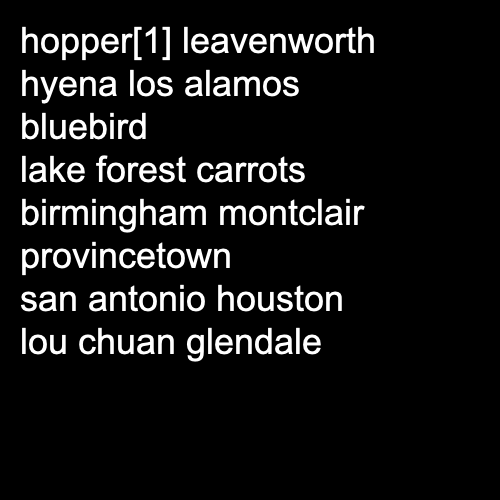 hopper[1] leavenworth
hyena los alamos
bluebird
lake forest carrots
birmingham montclair
provincetown
san antonio houston
lou chuan glendale